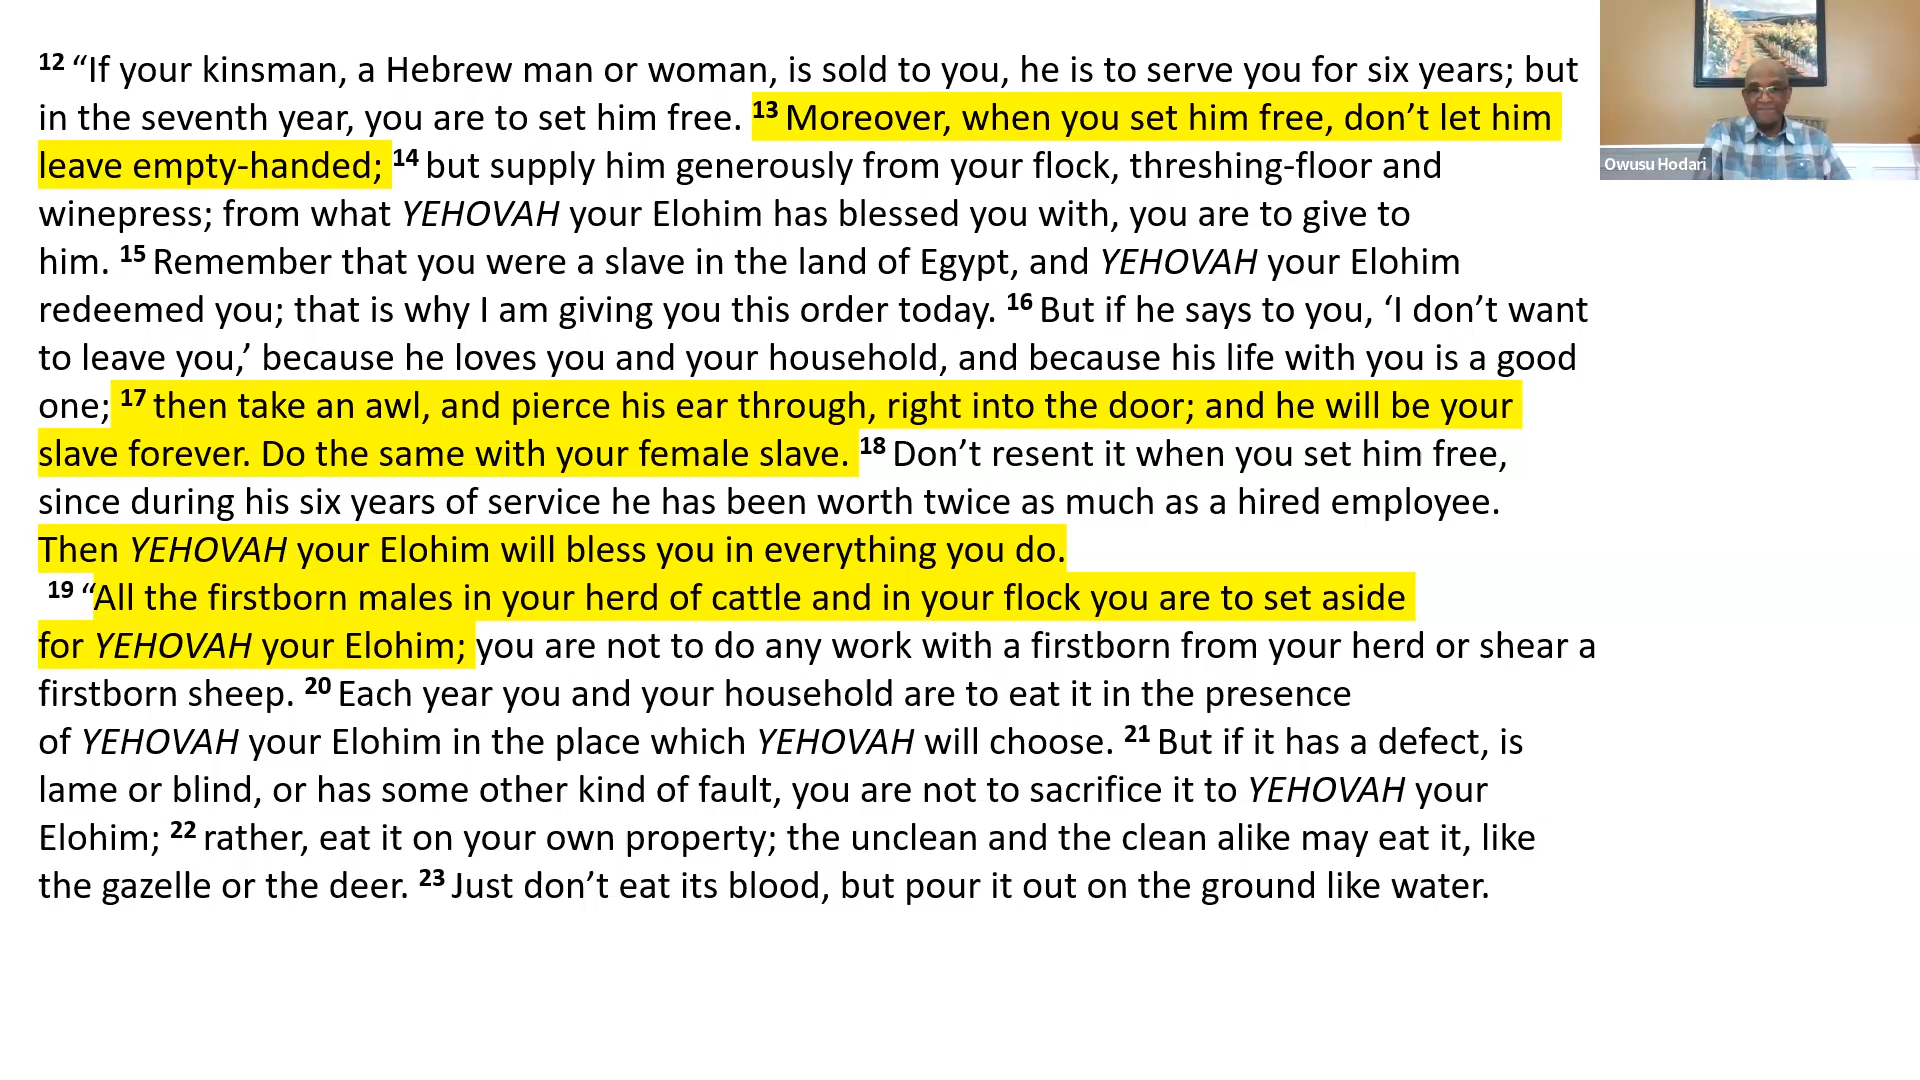 12 “If your kinsman, a Hebrew man or woman, is sold to you, he is to serve you for six years; but
in the seventh year, you are to set him free. 13 Moreover, when you set him free, don’t let him
leave empty-handed; 14 but supply him generously from your flock, threshing-floor and
winepress; from what YEHOVAH your Elohim has blessed you with, you are to give to
him. 15 Remember that you were a slave in the land of Egypt, and YEHOVAH your Elohim
redeemed you; that is why I am giving you this order today. 16 But if he says to you, ‘I don’t want
to leave you,’ because he loves you and your household, and because his life with you is a good
one; 17 then take an awl, and pierce his ear through, right into the door; and he will be your
slave forever. Do the same with your female slave. 18 Don’t resent it when you set him free,
since during his six years of service he has been worth twice as much as a hired employee.
Then YEHOVAH your Elohim will bless you in everything you do.
19 “All the firstborn males in your herd of cattle and in your flock you are to set aside
for YEHOVAH your Elohim; you are not to do any work with a firstborn from your herd or shear a
firstborn sheep. 20 Each year you and your household are to eat it in the presence
of YEHOVAH your Elohim in the place which YEHOVAH will choose. 21 But if it has a defect, is
lame or blind, or has some other kind of fault, you are not to sacrifice it to YEHOVAH your
Elohim; 22 rather, eat it on your own property; the unclean and the clean alike may eat it, like
the gazelle or the deer. 23 Just don’t eat its blood, but pour it out on the ground like water.
Owusu Hodari